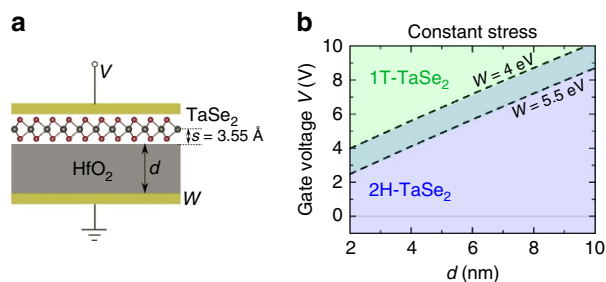 a
V
TaSe₂
s = 3.55 Å
HfO₂
d
W
b
Constant stress
Gate voltage V (V)
10
8
6
4
2
0
1T-TaSe₂
W = 4 eV
W = 5.5 eV
2H-TaSe₂
2 4 6 8 10
d (nm)